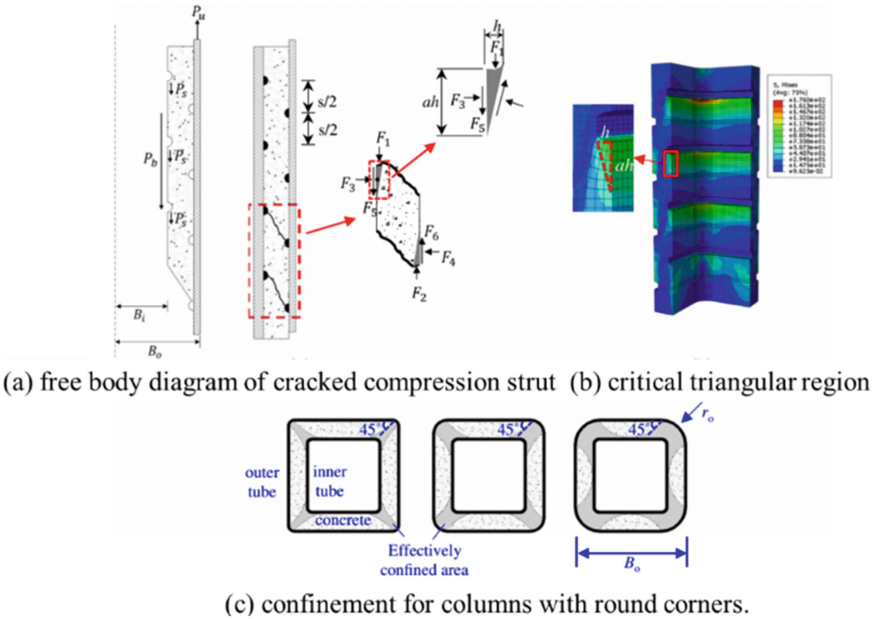 P_u
P_s
P_b
P_s
P_s
B_i
B_o
s/2
s/2
h
F_1
ah
F_3
F_5
F_1
F_3
F_5
F_6
F_4
F_2
h
ah
S, Mises
(Avg: 75%)
(a) free body diagram of cracked compression strut (b) critical triangular region
45°
45°
45°
r_o
outer
tube
inner
tube
concrete
Effectively
confined area
B_o
(c) confinement for columns with round corners.